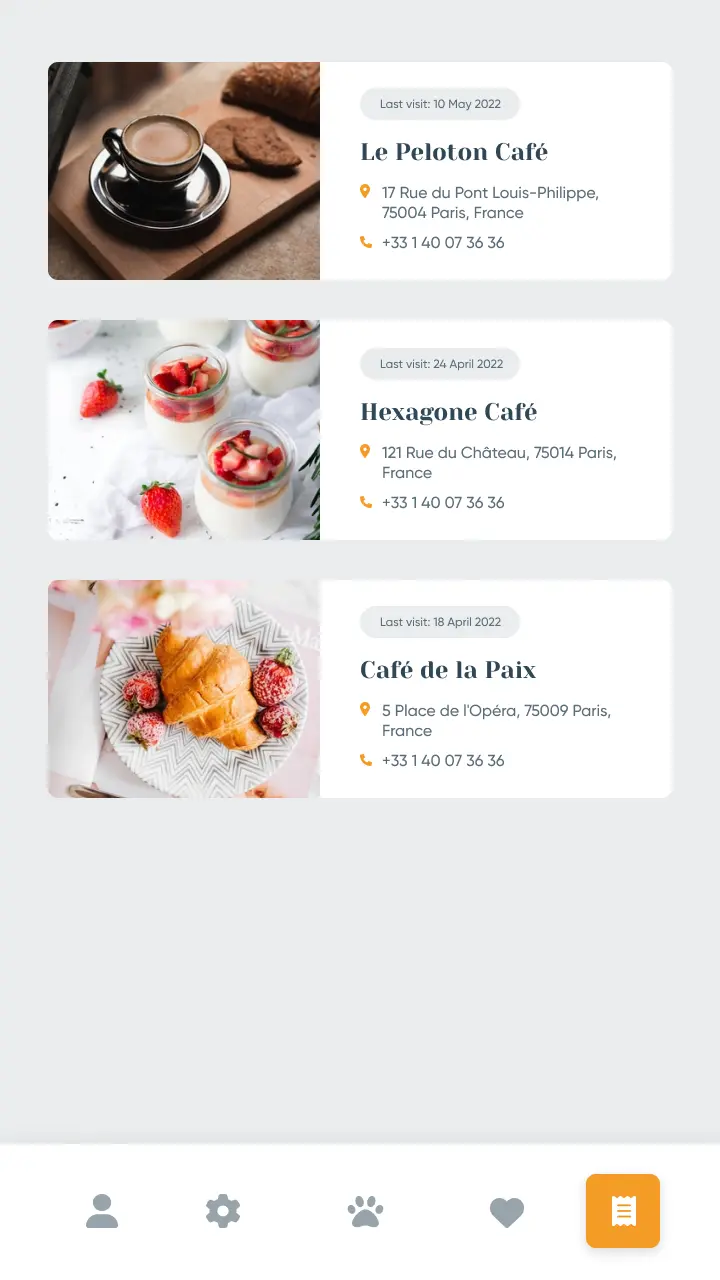 Last visit: 10 May 2022
Le Peloton Café
17 Rue du Pont Louis-Philippe,
75004 Paris, France
+33 1 40 07 36 36
Last visit: 24 April 2022
Hexagone Café
121 Rue du Château, 75014 Paris,
France
+33 1 40 07 36 36
Last visit: 18 April 2022
Café de la Paix
5 Place de l'Opéra, 75009 Paris,
France
+33 1 40 07 36 36